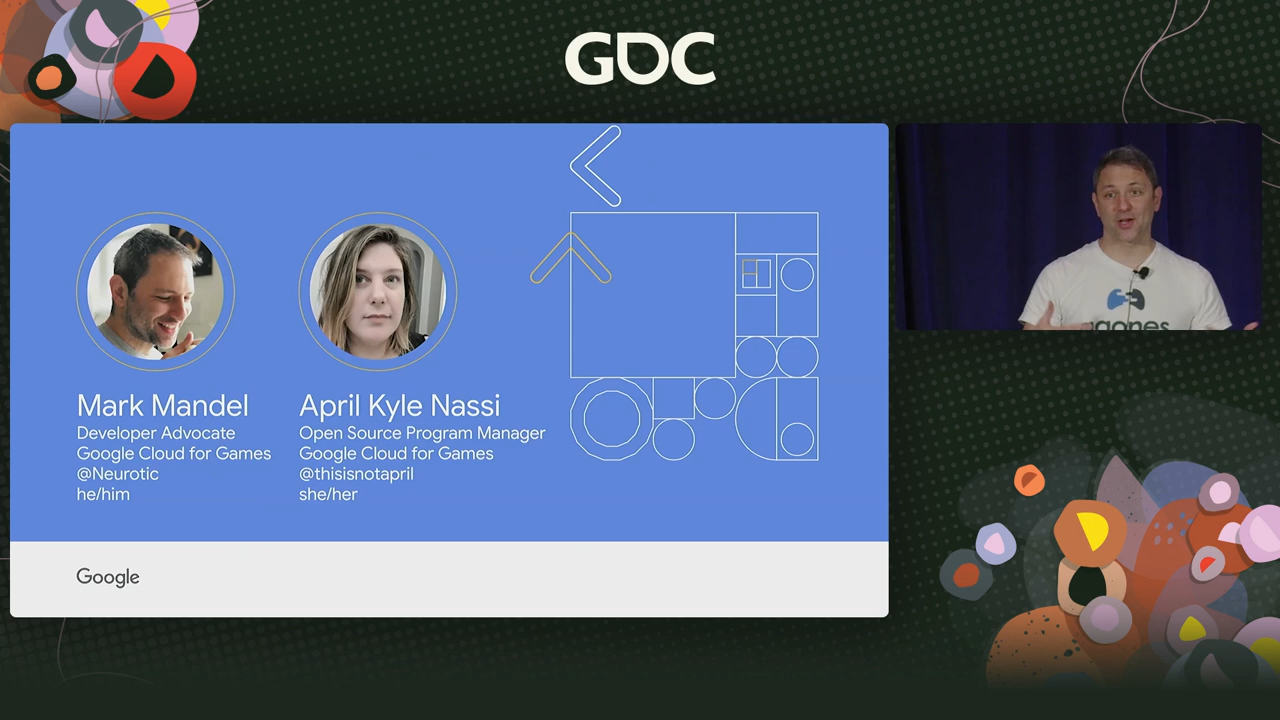 GDC
Mark Mandel
Developer Advocate
Google Cloud for Games
@Neurotic
he/him
April Kyle Nassi
Open Source Program Manager
Google Cloud for Games
@thisisnotapril
she/her
Google
agones